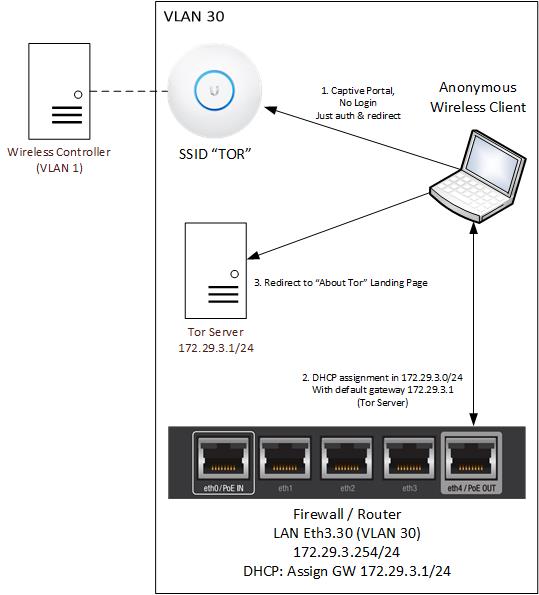 VLAN 30
Wireless Controller
(VLAN 1)
SSID “TOR”
1. Captive Portal,
No Login
Just auth & redirect
Anonymous
Wireless Client
Tor Server
172.29.3.1/24
3. Redirect to “About Tor” Landing Page
2. DHCP assignment in 172.29.3.0/24
With default gateway 172.29.3.1
(Tor Server)
eth0 / PoE IN
eth1
eth2
eth3
eth4 / PoE OUT
Firewall / Router
LAN Eth3.30 (VLAN 30)
172.29.3.254/24
DHCP: Assign GW 172.29.3.1/24